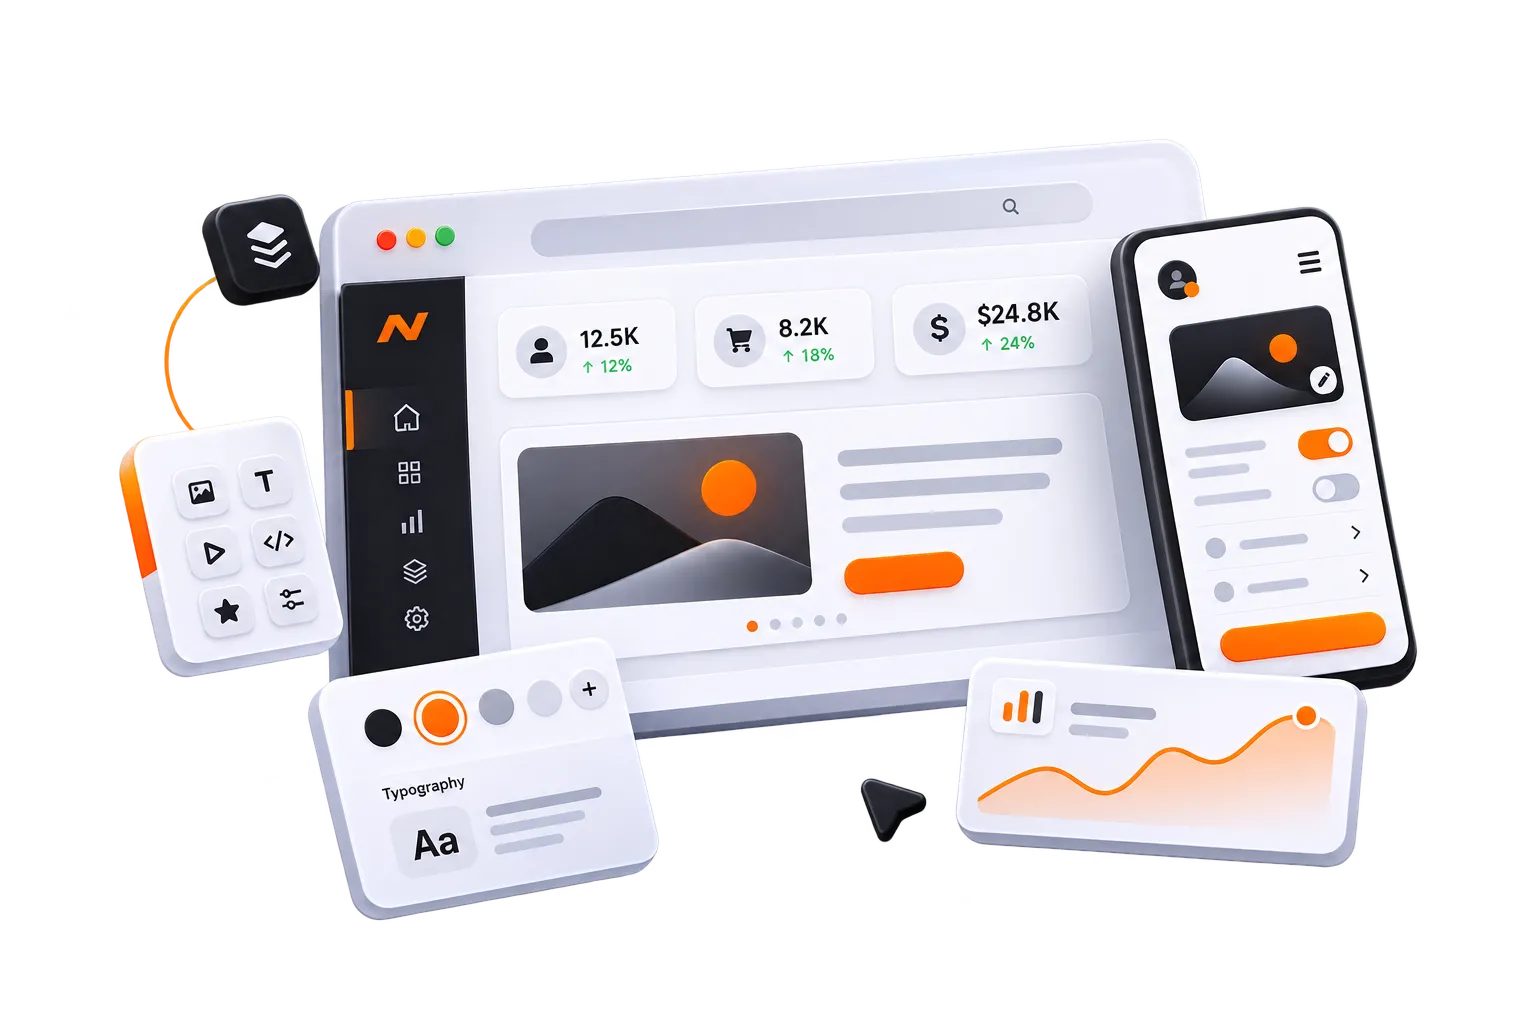 12.5K
↑ 12%
8.2K
↑ 18%
$
$24.8K
↑ 24%
T
</>
Typography
Aa